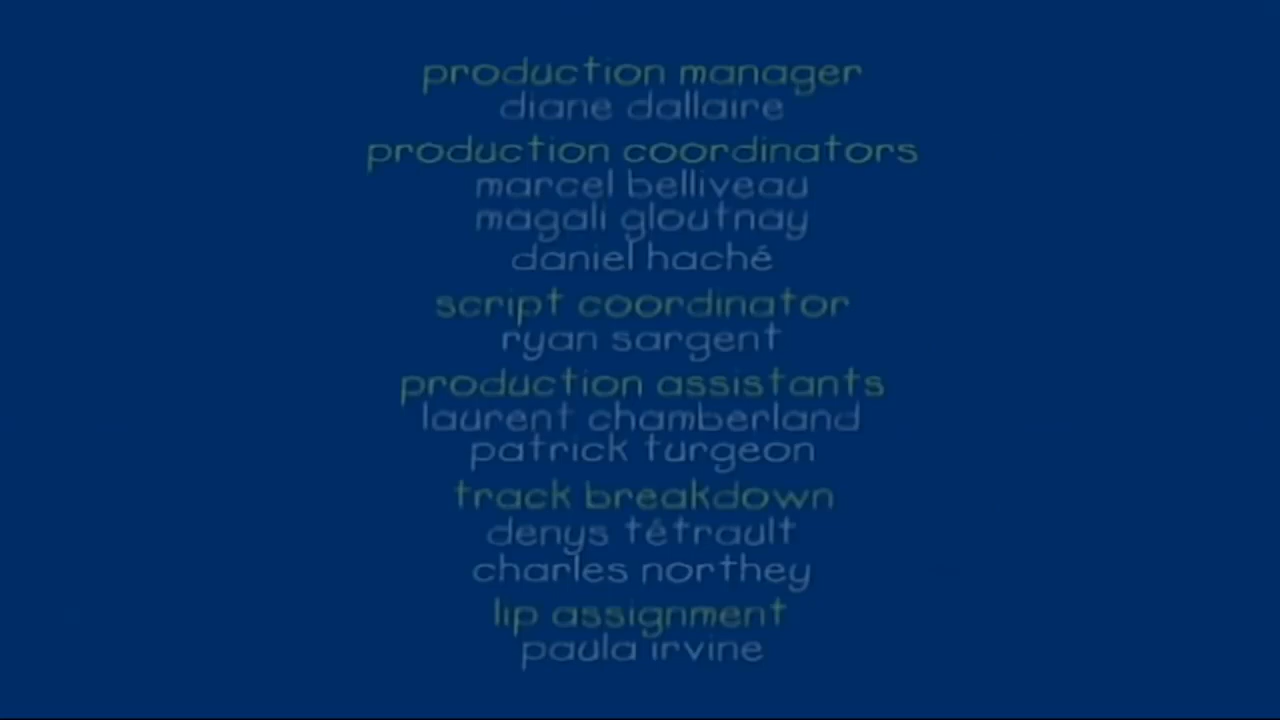 production manager
diane dallaire
production coordinators
marcel belliveau
magali gloutnay
daniel haché
script coordinator
ryan sargent
production assistants
laurent chamberland
patrick turgeon
track breakdown
denys tétrault
charles northey
lip assignment
paula irvine